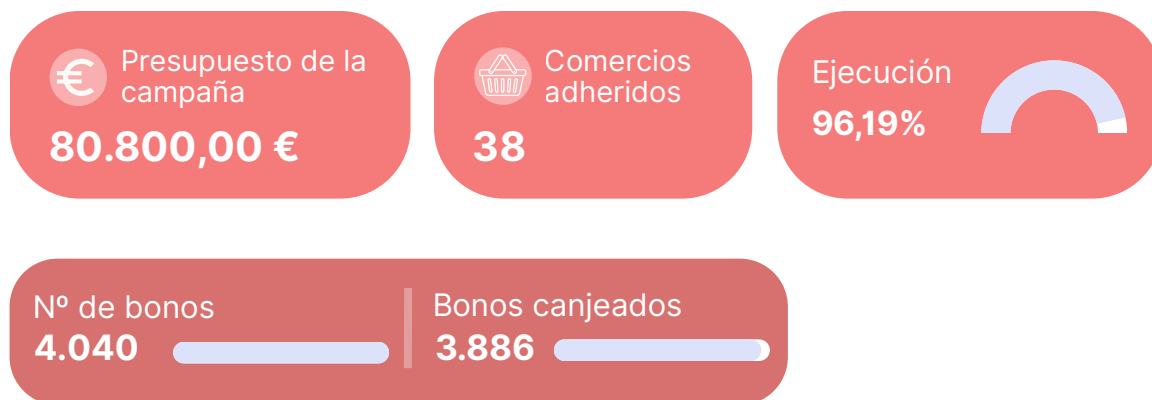 Presupuesto de la
campaña
80.800,00 €
Comercios
adheridos
38
Ejecución
96,19%
Nº de bonos
4.040
Bonos canjeados
3.886